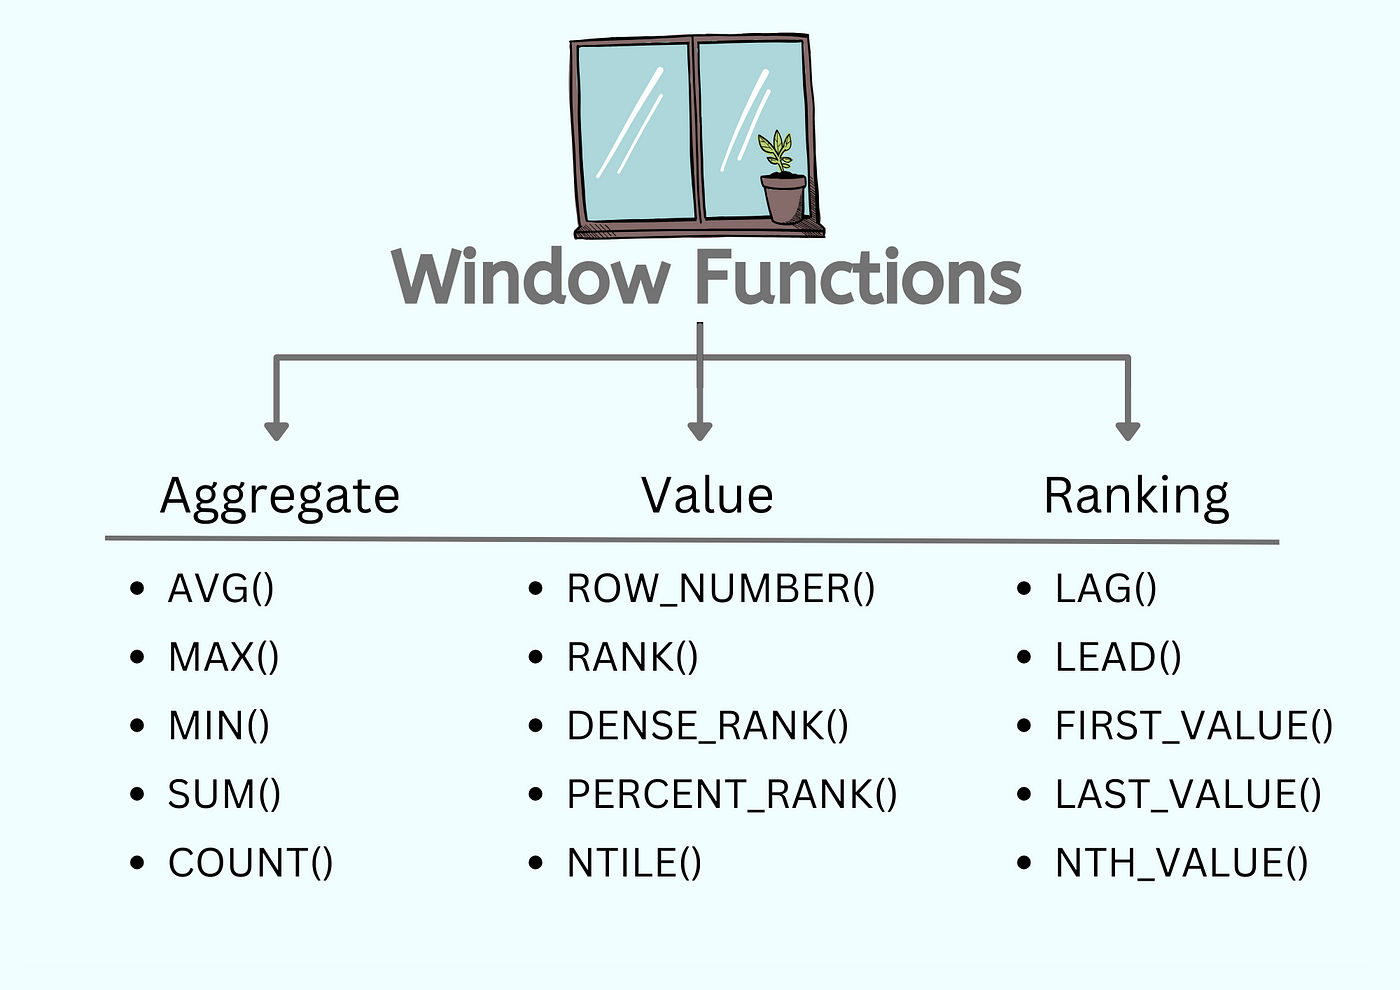 Window Functions
Aggregate
Value
Ranking
• AVG()
• MAX()
• MIN()
• SUM()
• COUNT()
• ROW_NUMBER()
• RANK()
• DENSE_RANK()
• PERCENT_RANK()
• NTILE()
• LAG()
• LEAD()
• FIRST_VALUE()
• LAST_VALUE()
• NTH_VALUE()